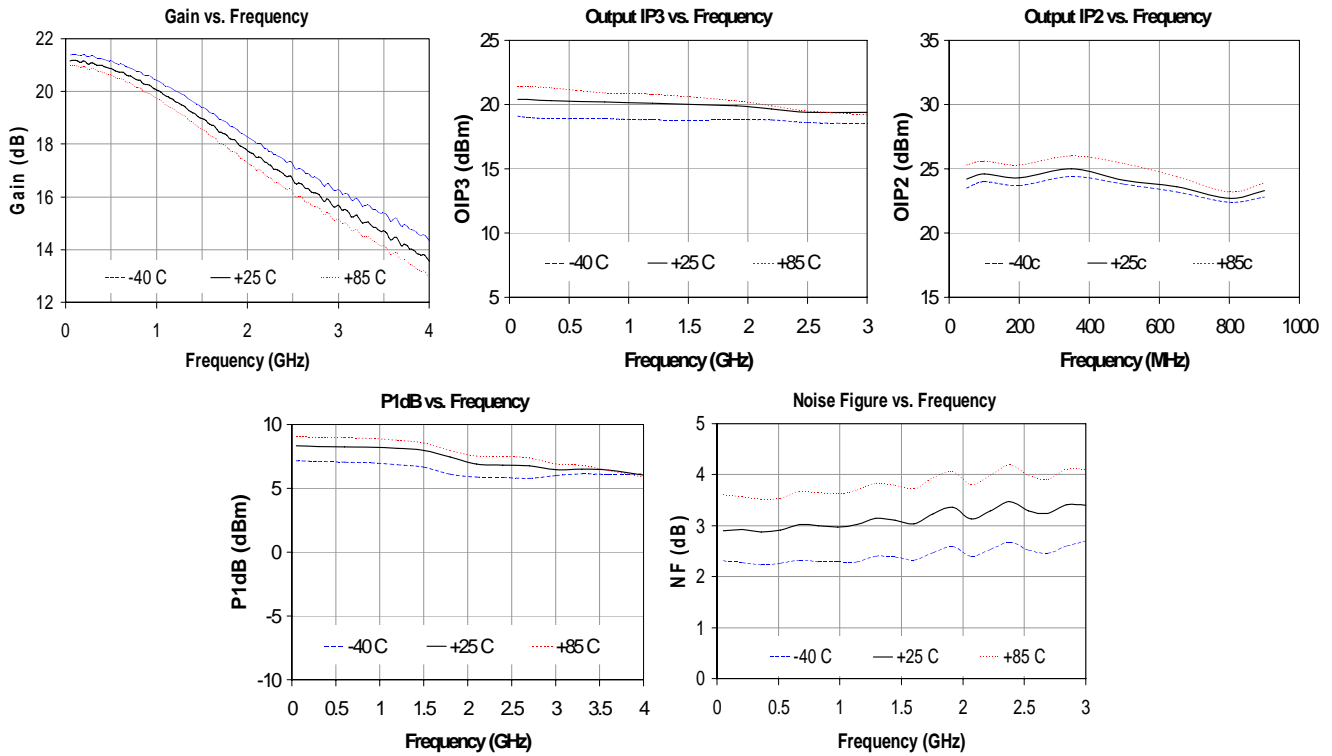 Gain vs. Frequency
22
20
18
16
14
12
Gain (dB)
-40 C +25 C +85 C
0 1 2 3 4
Frequency (GHz)
Output IP3 vs. Frequency
25
20
15
10
5
OIP3 (dBm)
-40 C +25 C +85 C
0 0.5 1 1.5 2 2.5 3
Frequency (GHz)
Output IP2 vs. Frequency
35
30
25
20
15
OIP2 (dBm)
-40c +25c +85c
0 200 400 600 800 1000
Frequency (MHz)
P1dB vs. Frequency
10
5
0
-5
-10
P1dB (dBm)
-40 C +25 C +85 C
0 0.5 1 1.5 2 2.5 3 3.5 4
Frequency (GHz)
Noise Figure vs. Frequency
5
4
3
2
1
0
NF (dB)
-40 C +25 C +85 C
0 0.5 1 1.5 2 2.5 3
Frequency (GHz)